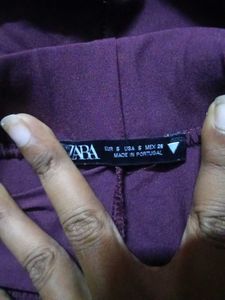 ZARA
EUR S USA S MEX 26
MADE IN PORTUGAL